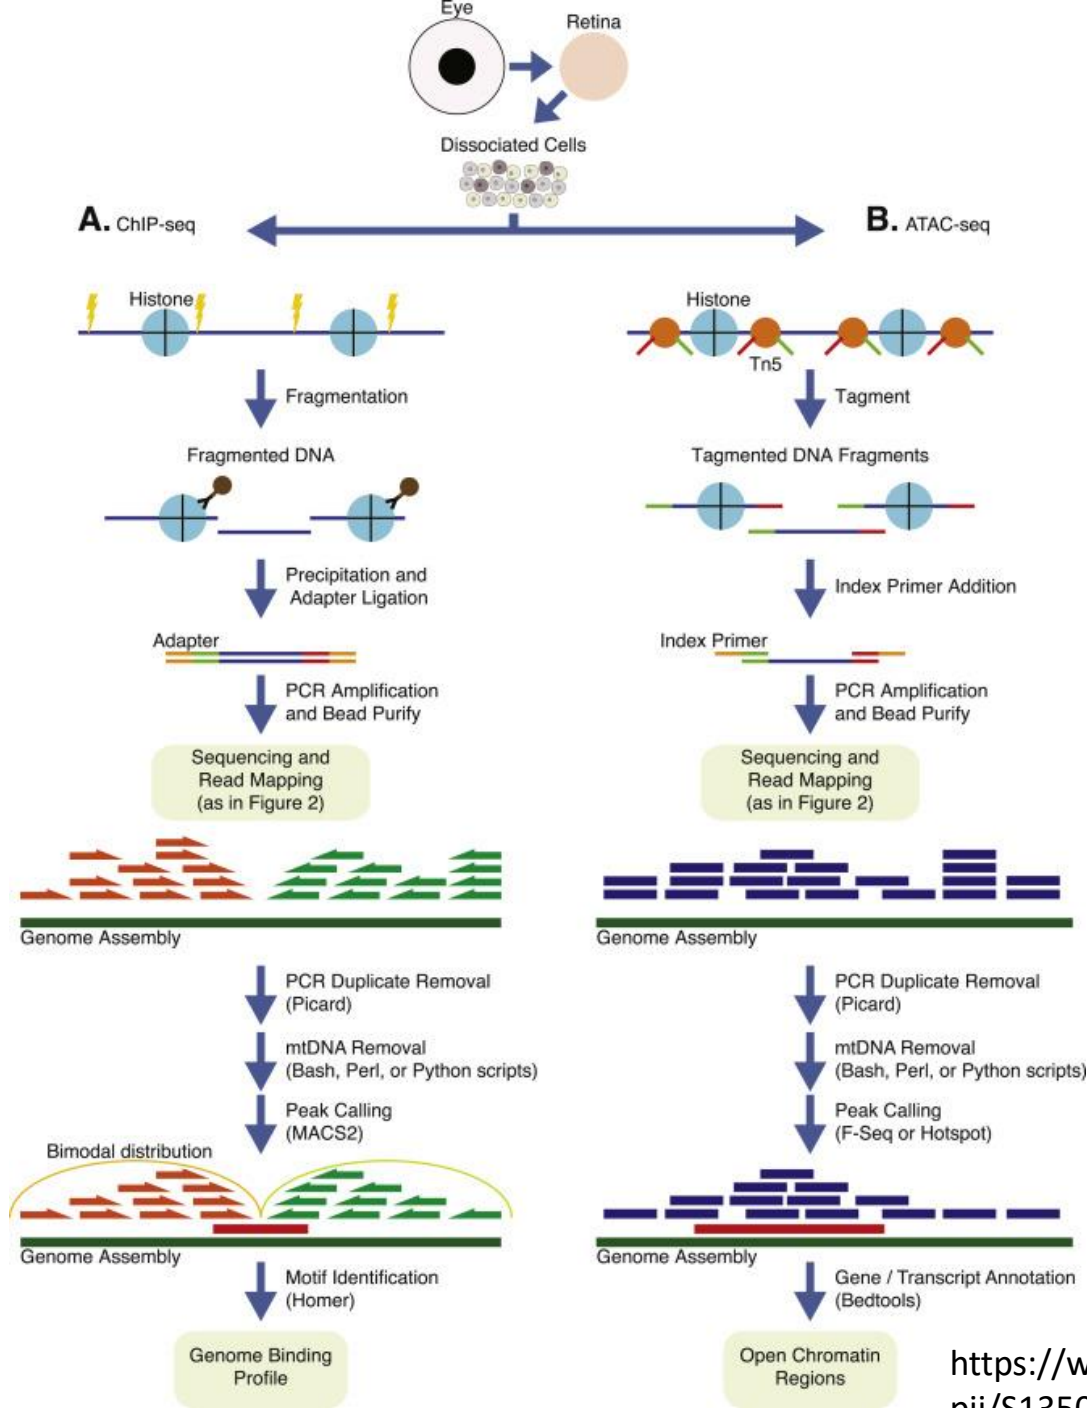 Eye
Retina
Dissociated Cells
A. ChIP-seq
B. ATAC-seq
Histone
Fragmentation
Fragmented DNA
Precipitation and
Adapter Ligation
Adapter
PCR Amplification
and Bead Purify
Sequencing and
Read Mapping
(as in Figure 2)
Genome Assembly
PCR Duplicate Removal
(Picard)
mtDNA Removal
(Bash, Perl, or Python scripts)
Peak Calling
(MACS2)
Bimodal distribution
Genome Assembly
Motif Identification
(Homer)
Genome Binding
Profile
Histone
Tn5
Tagment
Tagmented DNA Fragments
Index Primer Addition
Index Primer
PCR Amplification
and Bead Purify
Sequencing and
Read Mapping
(as in Figure 2)
Genome Assembly
PCR Duplicate Removal
(Picard)
mtDNA Removal
(Bash, Perl, or Python scripts)
Peak Calling
(F-Seq or Hotspot)
Genome Assembly
Gene / Transcript Annotation
(Bedtools)
Open Chromatin
Regions
https://w